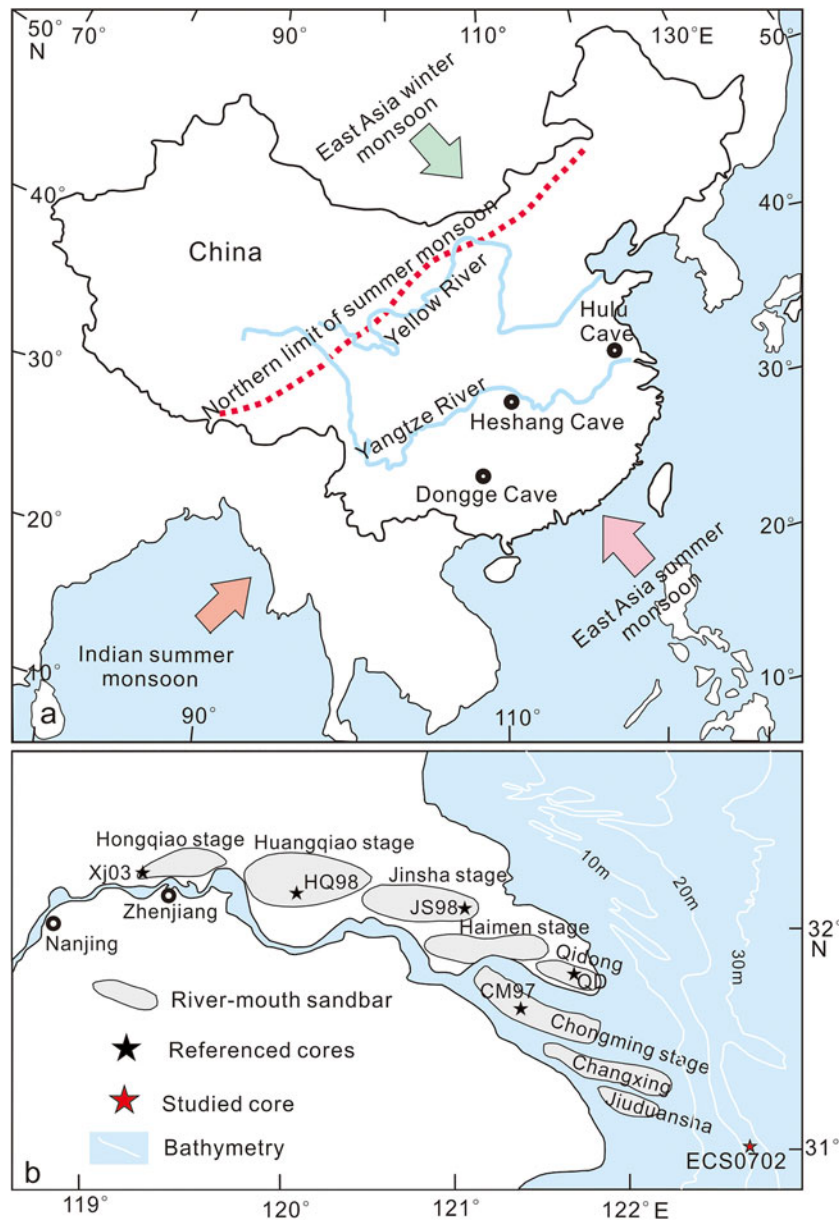 50°
N
70°
90°
110°
130°E
50°
East Asia winter
monsoon
40°
40°
China
Northern limit of summer monsoon
Yellow River
Hulu
Cave
30°
30°
Yangtze River
Heshang Cave
Dongge Cave
20°
20°
East Asia summer
monsoon
Indian summer
monsoon
10°
10°
a
90°
110°
Hongqiao stage
Huangqiao stage
10m
Xj03
Jinsha stage
20m
HQ98
Zhenjiang
JS98
Haimen stage
32°
N
Nanjing
Qidong
QD
30m
CM97
River-mouth sandbar
Chongming stage
Referenced cores
Changxing
Studied core
Jiuduansha
Bathymetry
ECS0702
31°
b
119°
120°
121°
122°E